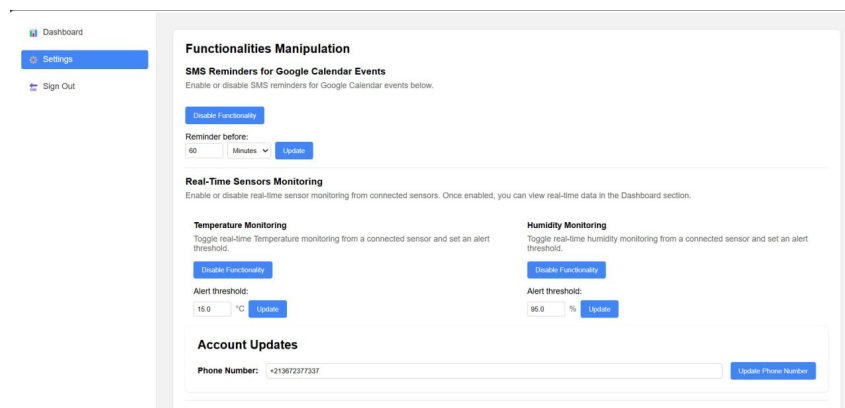 Dashboard
Settings
Sign Out
Functionalities Manipulation
SMS Reminders for Google Calendar Events
Enable or disable SMS reminders for Google Calendar events below.
Disable Functionality
Reminder before:
60 Minutes Update
Real-Time Sensors Monitoring
Enable or disable real-time sensor monitoring from connected sensors. Once enabled, you can view real-time data in the Dashboard section.
Temperature Monitoring
Toggle real-time Temperature monitoring from a connected sensor and set an alert
threshold.
Disable Functionality
Alert threshold:
15.0 °C Update
Humidity Monitoring
Toggle real-time humidity monitoring from a connected sensor and set an alert
threshold.
Disable Functionality
Alert threshold:
95.0 % Update
Account Updates
Phone Number: +213672377337 Update Phone Number